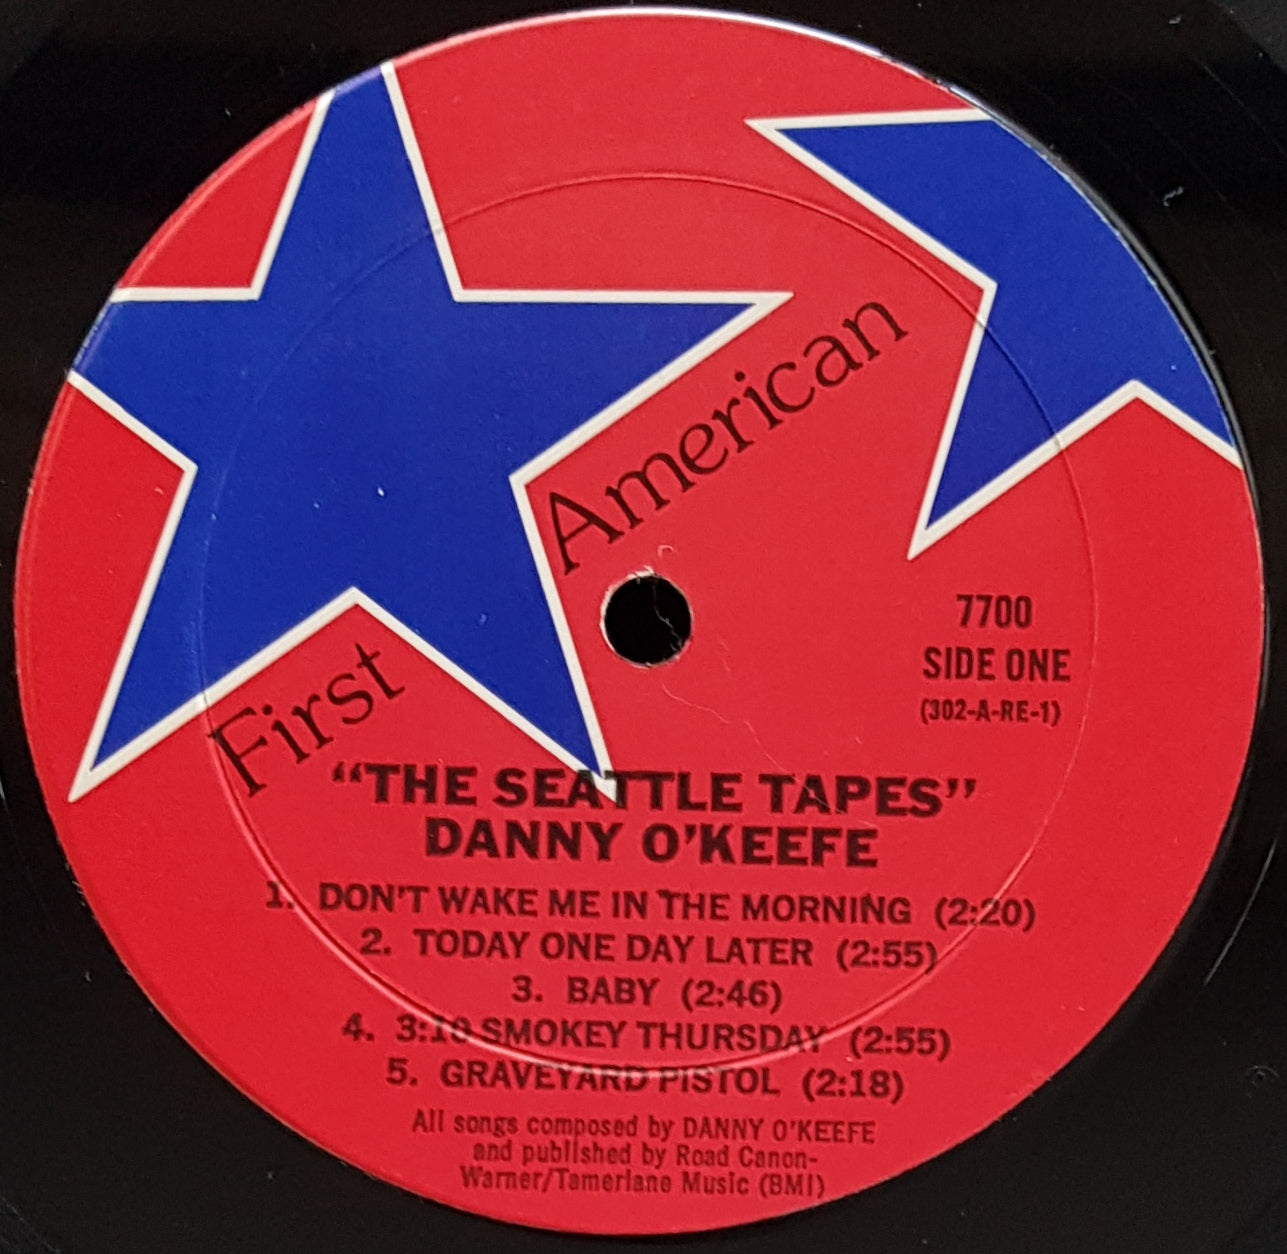 First American
7700
SIDE ONE
(302-A-RE-1)
“THE SEATTLE TAPES”
DANNY O’KEEFE
1. DON’T WAKE ME IN THE MORNING (2:20)
2. TODAY ONE DAY LATER (2:55)
3. BABY (2:46)
4. 3:10 SMOKEY THURSDAY (2:55)
5. GRAVEYARD PISTOL (2:18)
All songs composed by DANNY O’KEEFE
and published by Road Canon-
Warner/Tamerlane Music (BMI)